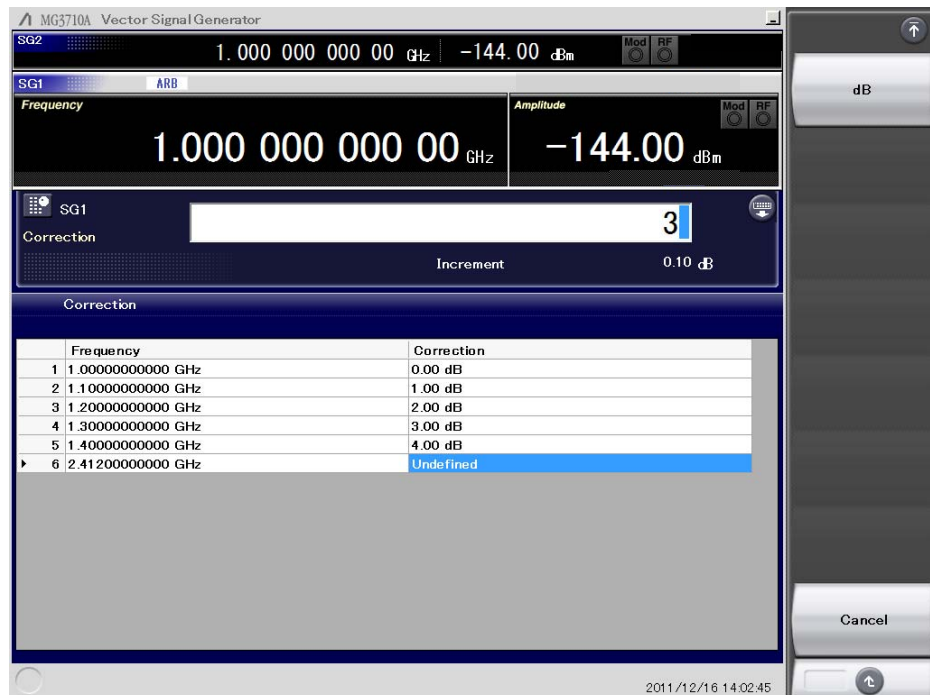 MG3710A Vector Signal Generator
SG2
1. 000 000 000 00 GHz -144. 00 dBm
Mod RF
SG1 ARB
Frequency
Amplitude
Mod RF
1.000 000 000 00 GHz
-144.00 dBm
SG1
Correction
3
Increment 0.10 dB
Correction
Frequency Correction
1 1.00000000000 GHz 0.00 dB
2 1.10000000000 GHz 1.00 dB
3 1.20000000000 GHz 2.00 dB
4 1.30000000000 GHz 3.00 dB
5 1.40000000000 GHz 4.00 dB
6 2.41200000000 GHz Undefined
2011/12/16 14:02:45
dB
Cancel